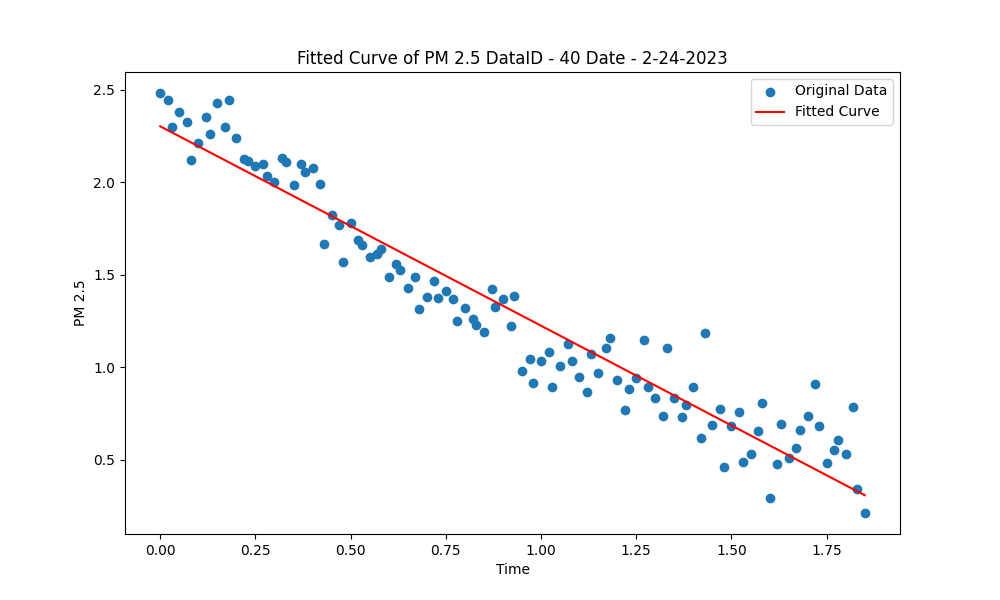 Fitted Curve of PM 2.5 DataID - 40 Date - 2-24-2023
Original Data
Fitted Curve
PM 2.5
2.5
2.0
1.5
1.0
0.5
0.00 0.25 0.50 0.75 1.00 1.25 1.50 1.75
Time